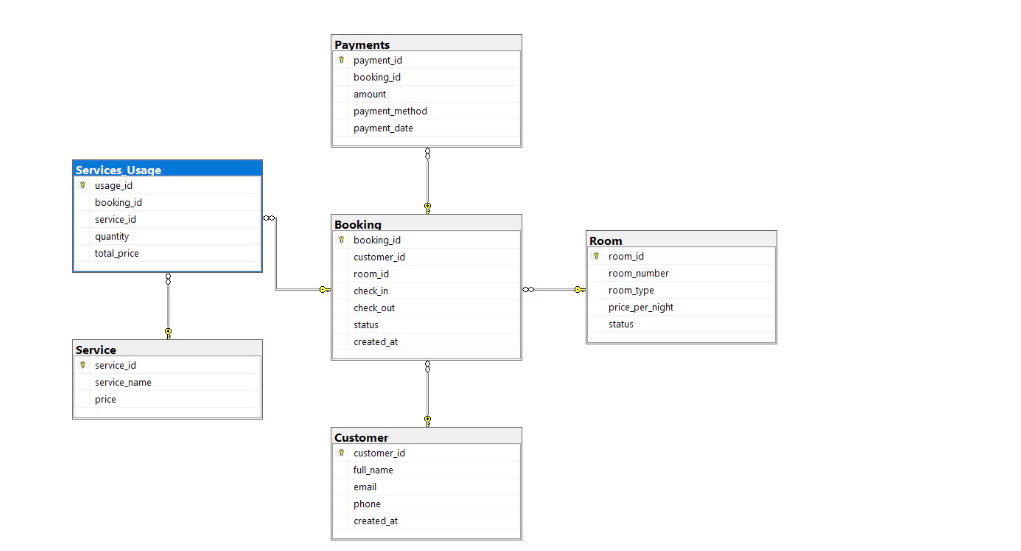 Payments
payment_id
booking_id
amount
payment_method
payment_date
Services_Usage
usage_id
booking_id
service_id
quantity
total_price
Booking
booking_id
customer_id
room_id
check_in
check_out
status
created_at
Room
room_id
room_number
room_type
price_per_night
status
Service
service_id
service_name
price
Customer
customer_id
full_name
email
phone
created_at